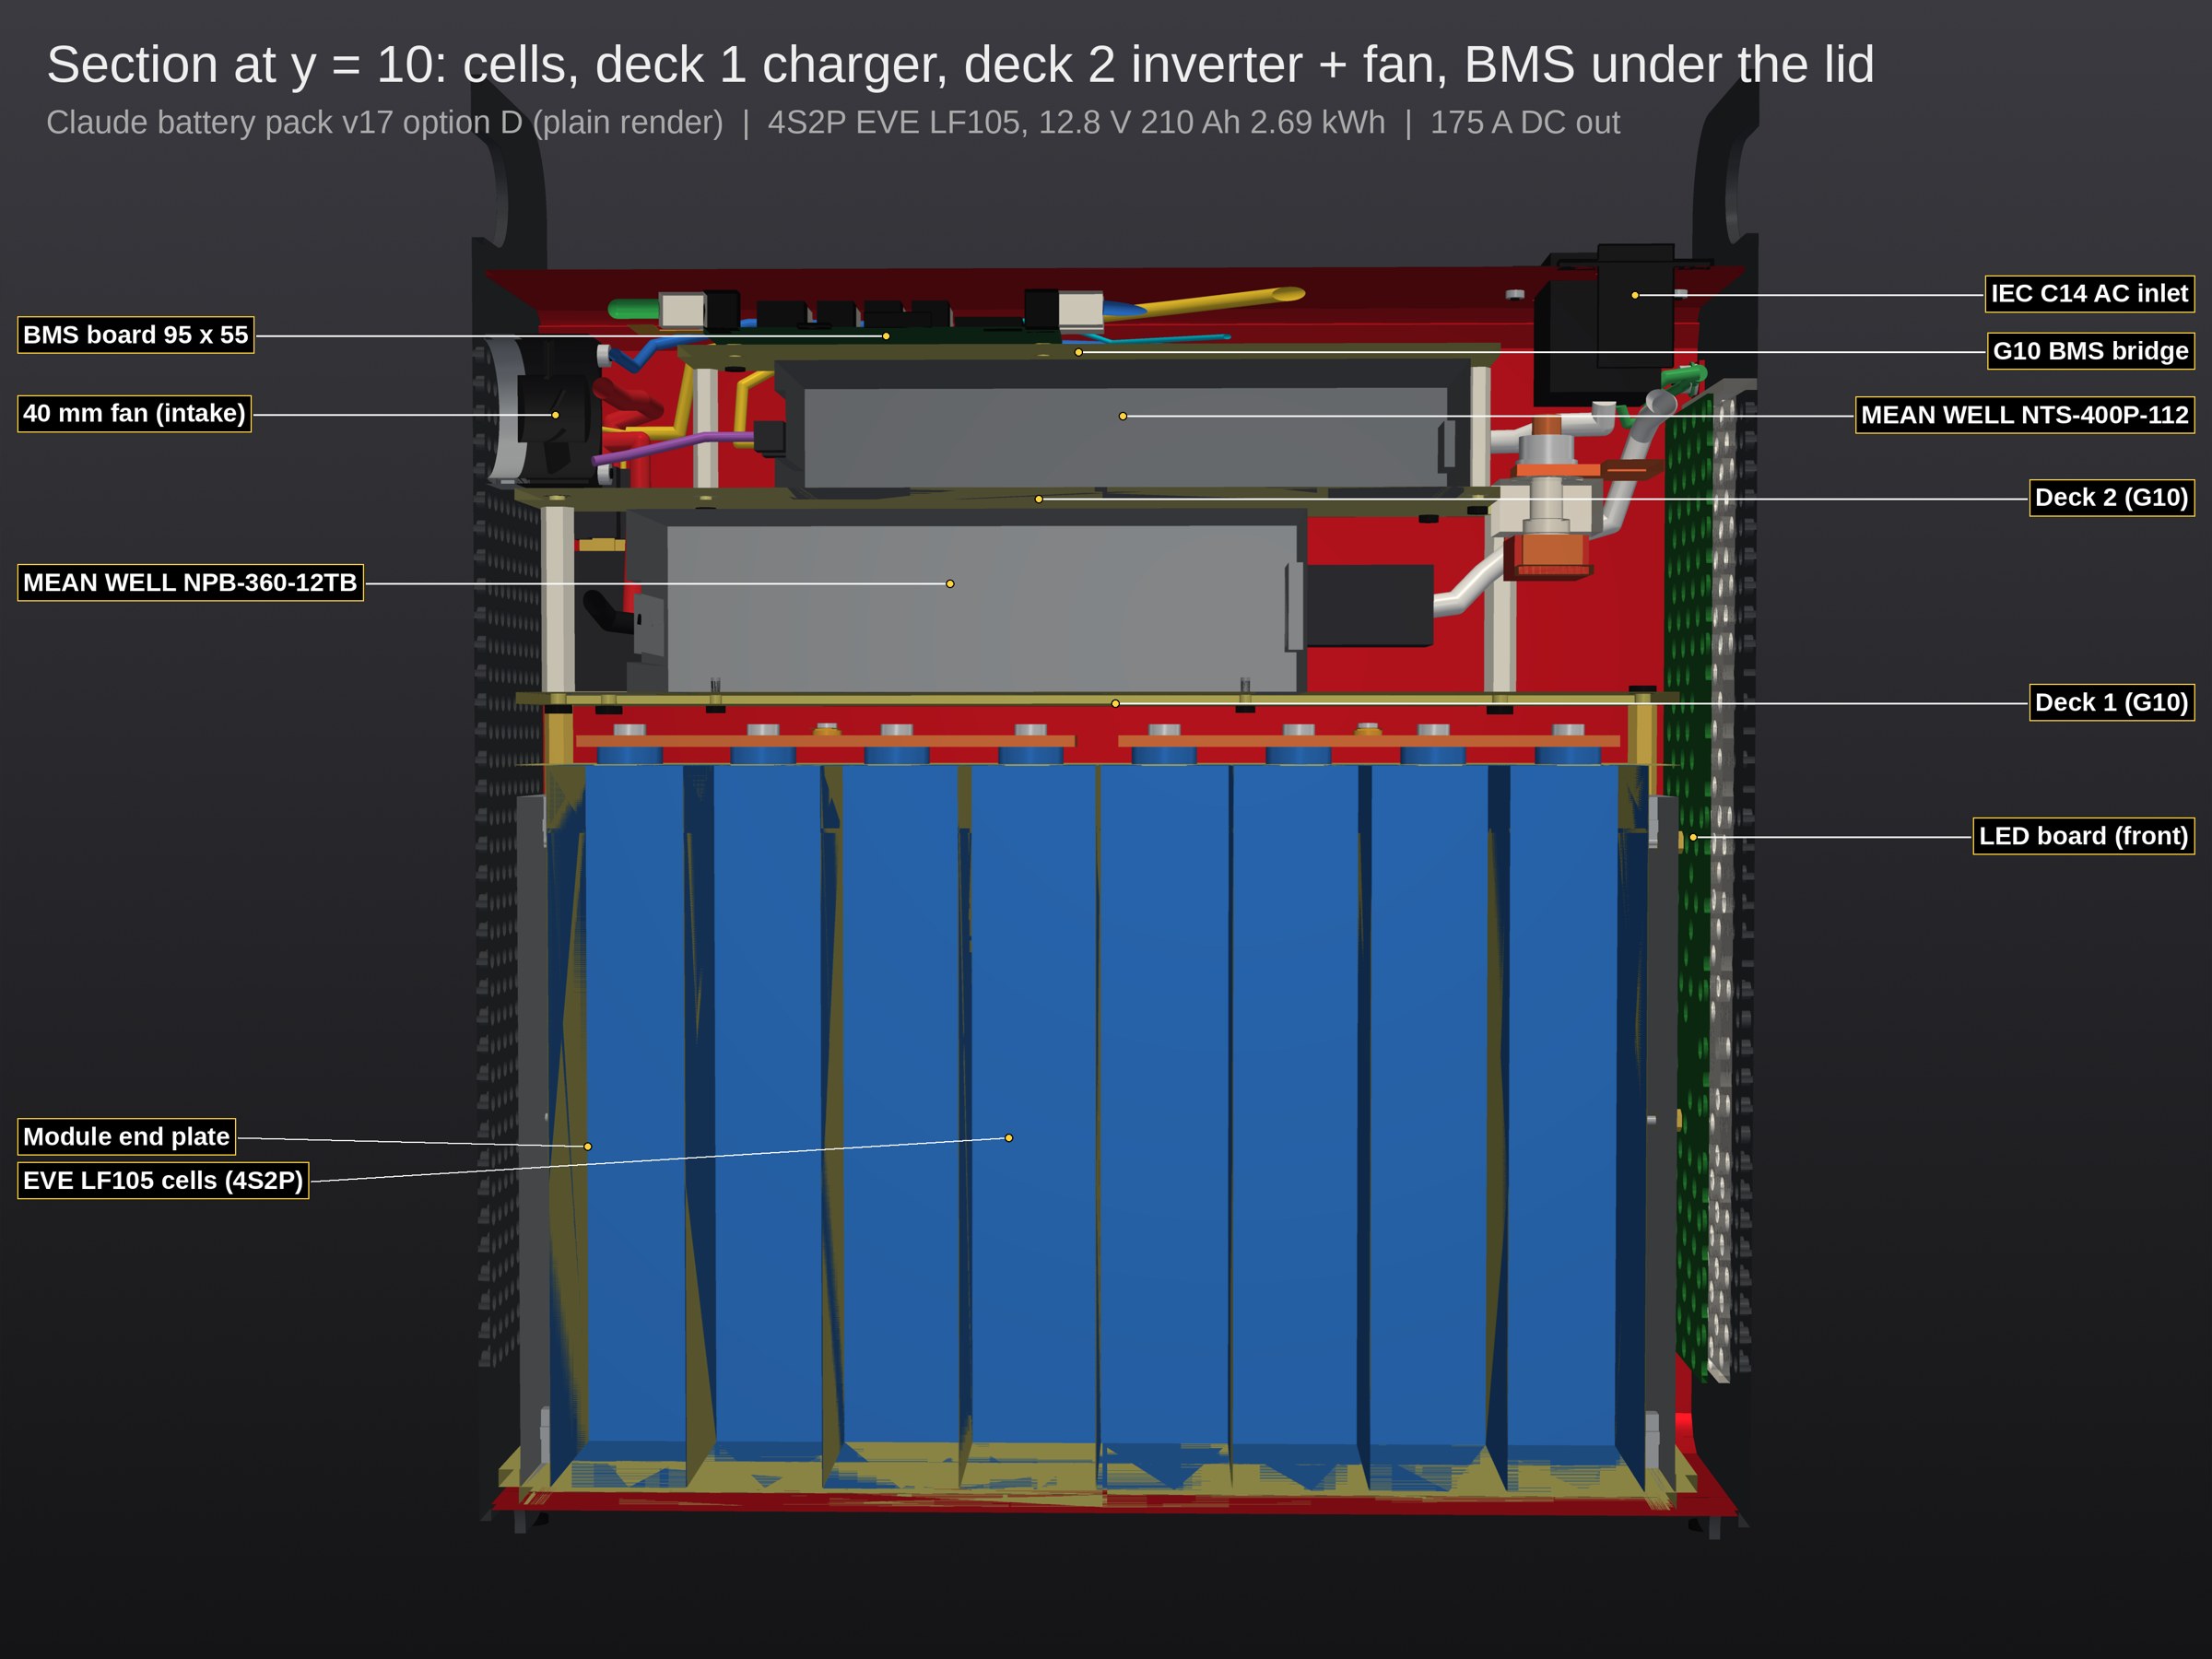 Section at y = 10: cells, deck 1 charger, deck 2 inverter + fan, BMS under the lid
Claude battery pack v17 option D (plain render) | 4S2P EVE LF105, 12.8 V 210 Ah 2.69 kWh | 175 A DC out
IEC C14 AC inlet
BMS board 95 x 55
G10 BMS bridge
40 mm fan (intake)
MEAN WELL NTS-400P-112
Deck 2 (G10)
MEAN WELL NPB-360-12TB
Deck 1 (G10)
LED board (front)
Module end plate
EVE LF105 cells (4S2P)